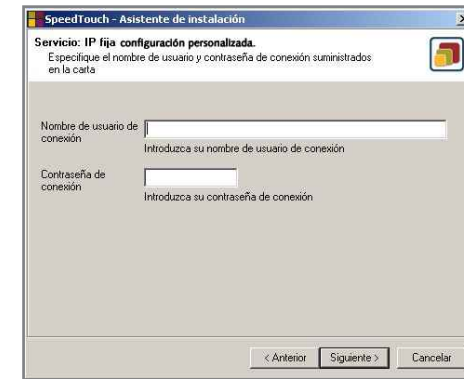 SpeedTouch - Asistente de instalación
Servicio: IP fija configuración personalizada.
Especifique el nombre de usuario y contraseña de conexión suministrados
en la carta
Nombre de usuario de
conexión
Introduzca su nombre de usuario de conexión
Contraseña de
conexión
Introduzca su contraseña de conexión
< Anterior
Siguiente >
Cancelar